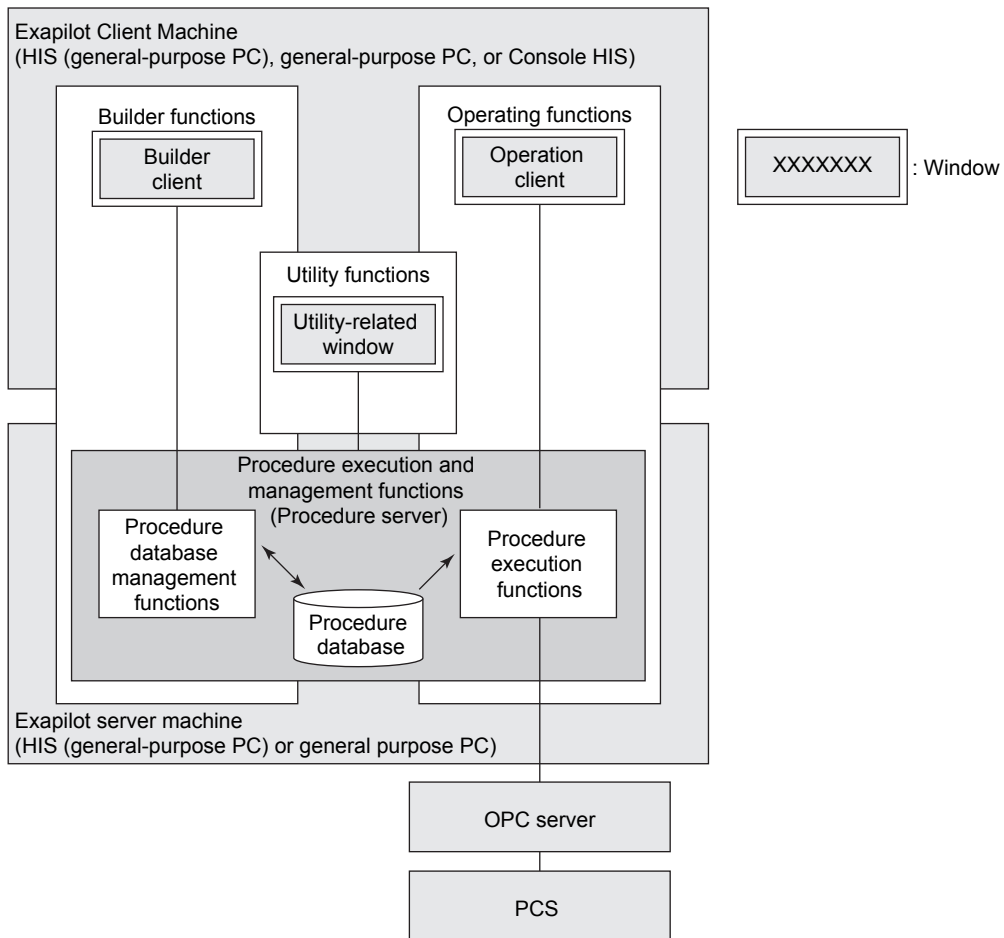 Exapilot Client Machine
(HIS (general-purpose PC), general-purpose PC, or Console HIS)
Builder functions
Builder
client
Operating functions
Operation
client
XXXXXXX
: Window
Utility functions
Utility-related
window
Procedure execution and
management functions
(Procedure server)
Procedure
database
management
functions
Procedure
execution
functions
Procedure
database
Exapilot server machine
(HIS (general-purpose PC) or general purpose PC)
OPC server
PCS